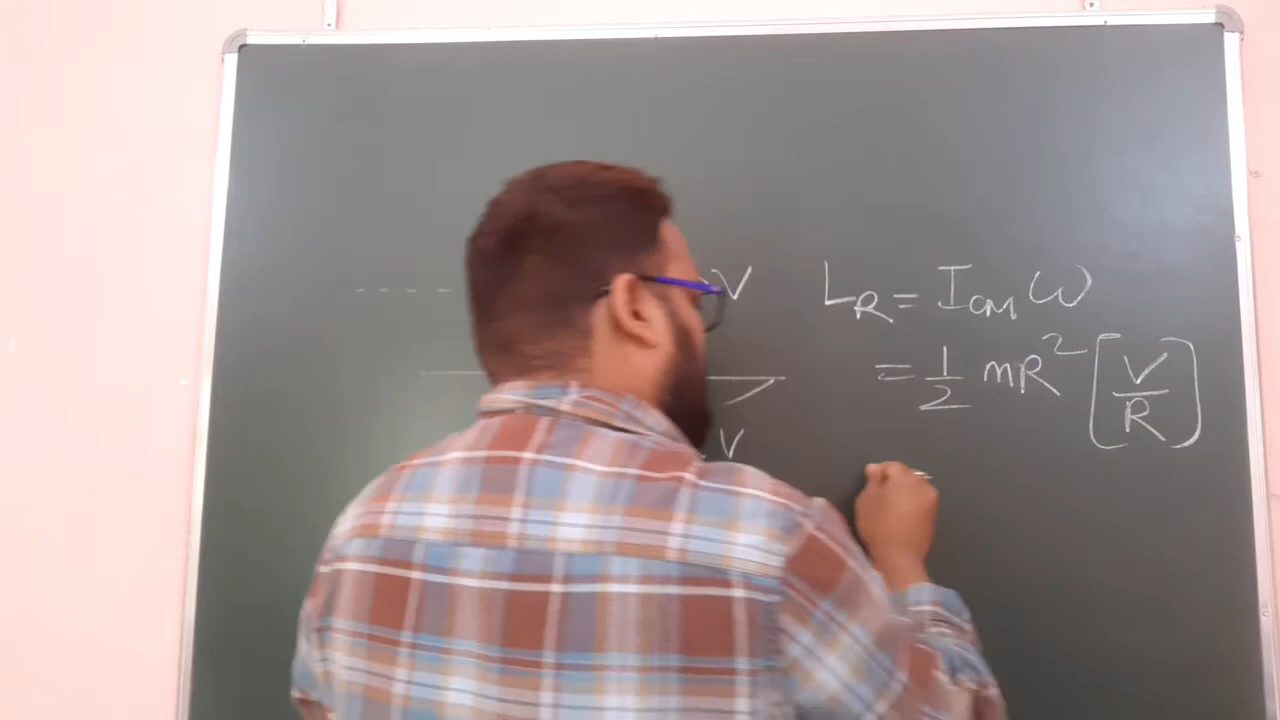 V
L_R = I_CM ω
= 1/2 mR² [V/R]
V